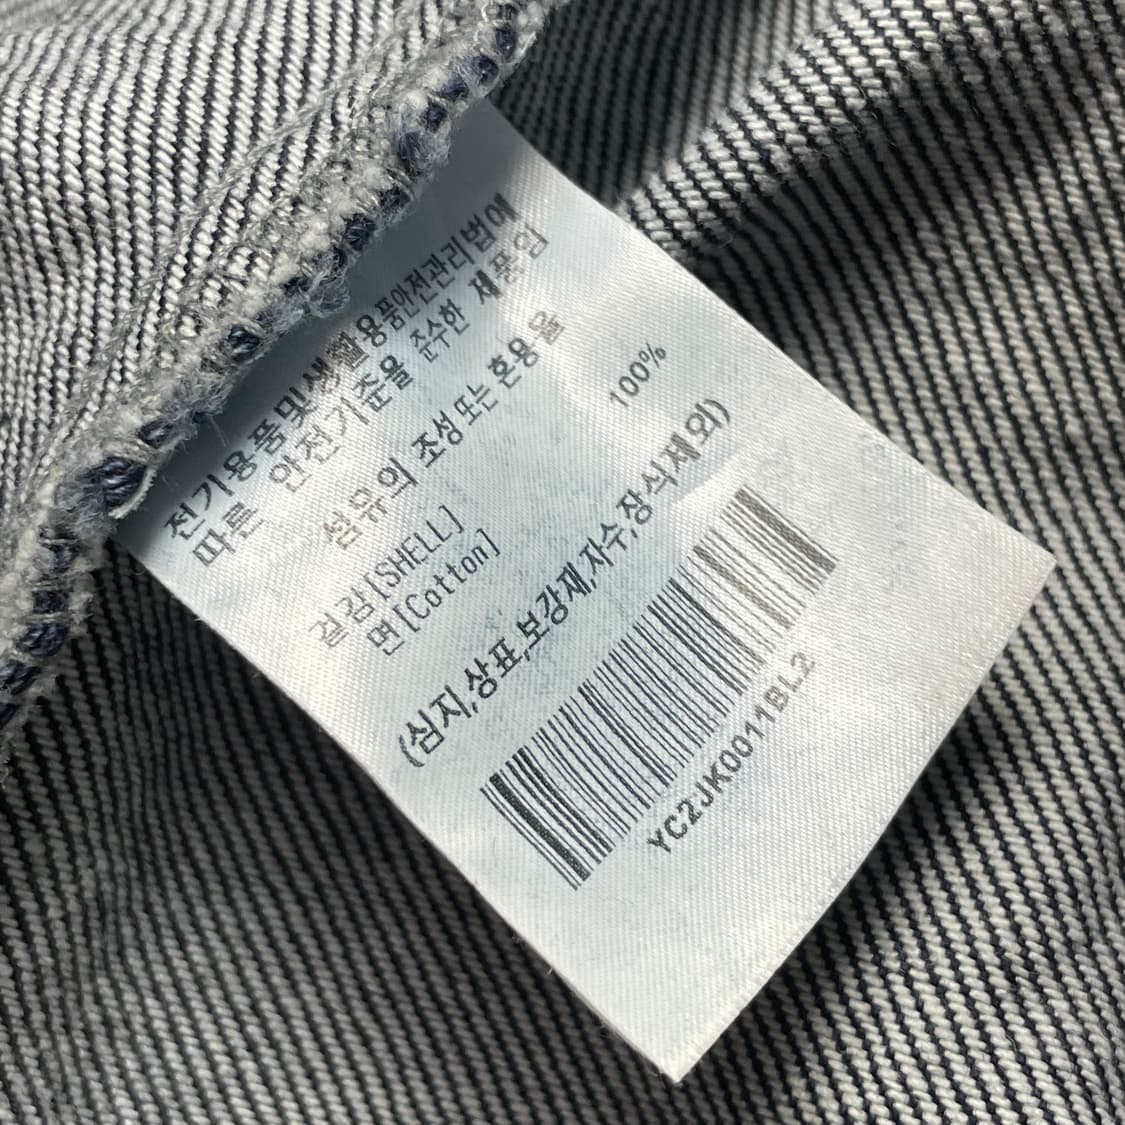 전기용품및생활용품안전관리법에
따른 안전기준을 준수한 제품임
섬유의 조성 또는 혼용율
겉감[SHELL]
면[Cotton] 100%
(심지,상표,보강재,자수,장식제외)
YC2JK0011BL2